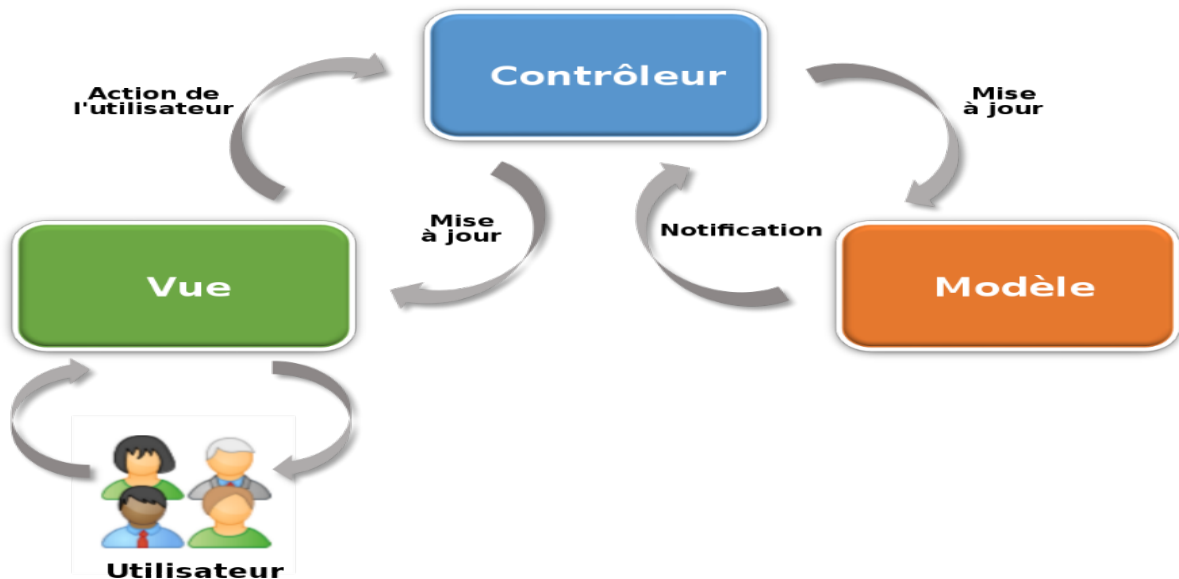 Contrôleur
Action de
l'utilisateur
Mise
à jour
Mise
à jour
Notification
Vue
Modèle
Utilisateur